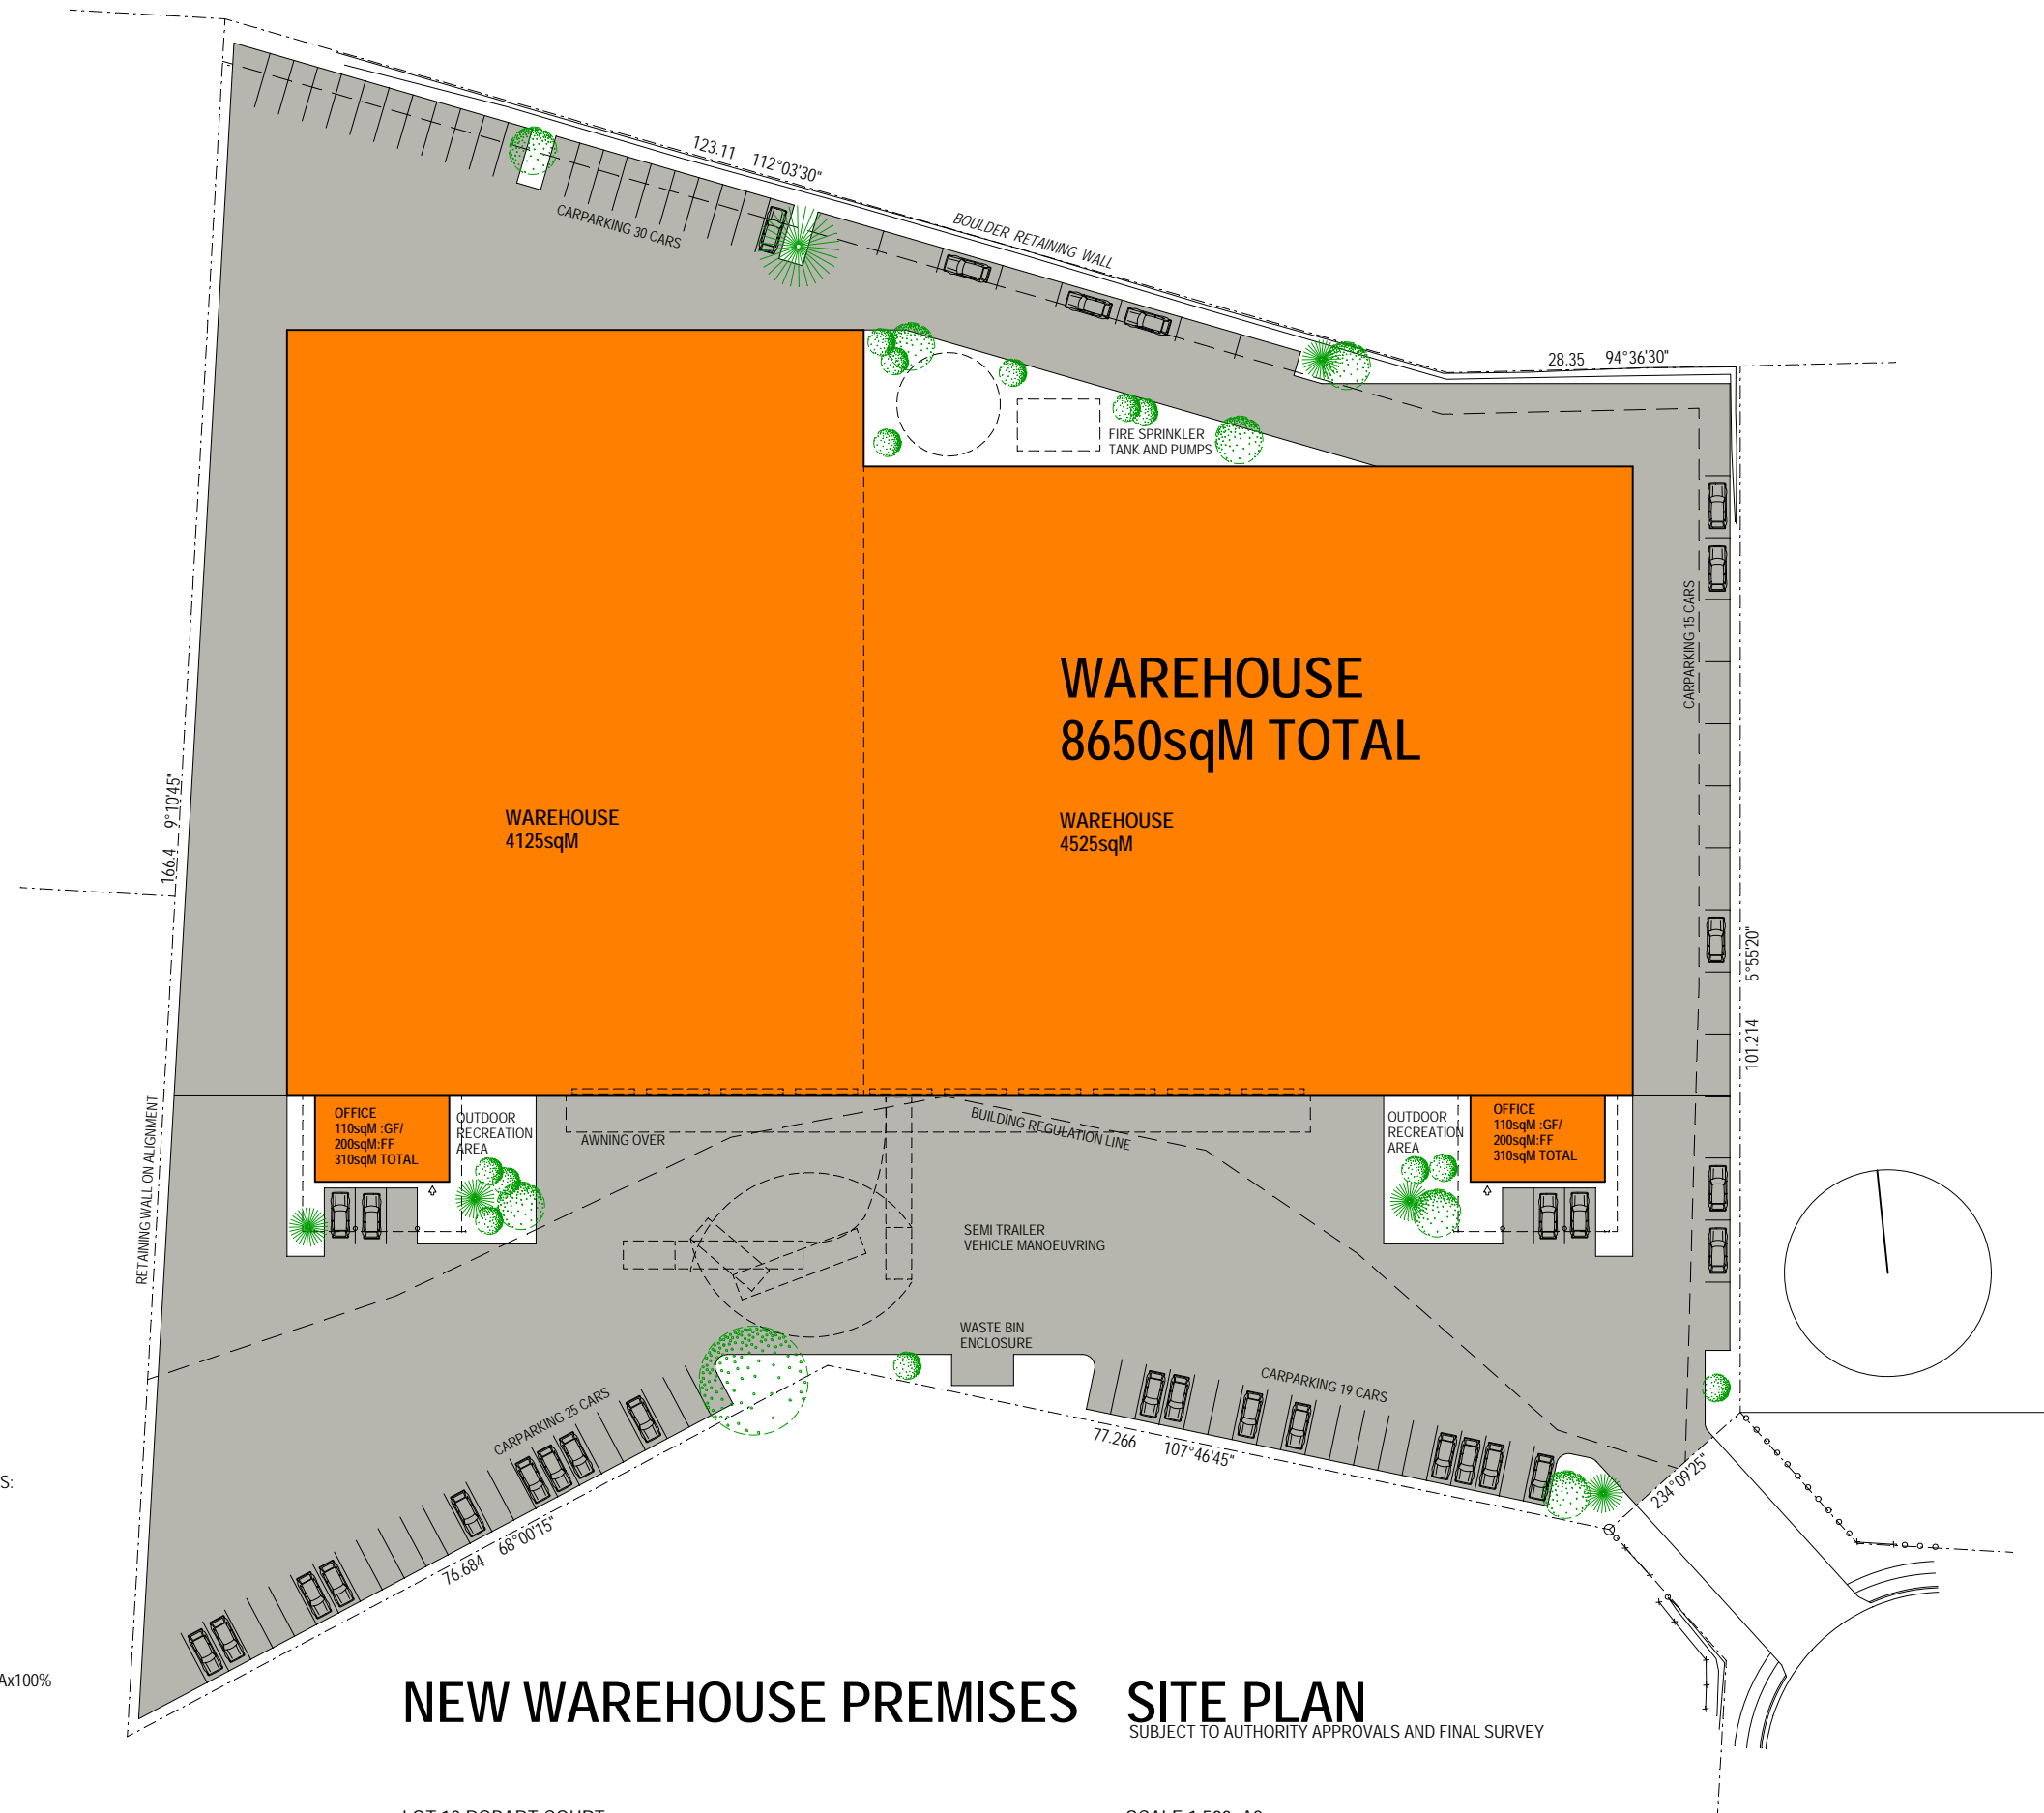 123.11 112°03'30"
CARPARKING 30 CARS
BOULDER RETAINING WALL
28.35 94°36'30"
FIRE SPRINKLER
TANK AND PUMPS
CARPARKING 15 CARS
WAREHOUSE
8650sqM TOTAL
WAREHOUSE
4125sqM
WAREHOUSE
4525sqM
166.4 9°10'45"
101.214 5°55'20"
RETAINING WALL ON ALIGNMENT
OFFICE
110sqM :GF/
200sqM:FF
310sqM TOTAL
OUTDOOR
RECREATION
AREA
AWNING OVER
BUILDING REGULATION LINE
OUTDOOR
RECREATION
AREA
OFFICE
110sqM :GF/
200sqM:FF
310sqM TOTAL
SEMI TRAILER
VEHICLE MANOEUVRING
WASTE BIN
ENCLOSURE
CARPARKING 25 CARS
CARPARKING 19 CARS
77.266 107°46'45"
234°09'25"
76.684 68°00'15"
S:
Ax100%
NEW WAREHOUSE PREMISES SITE PLAN
SUBJECT TO AUTHORITY APPROVALS AND FINAL SURVEY